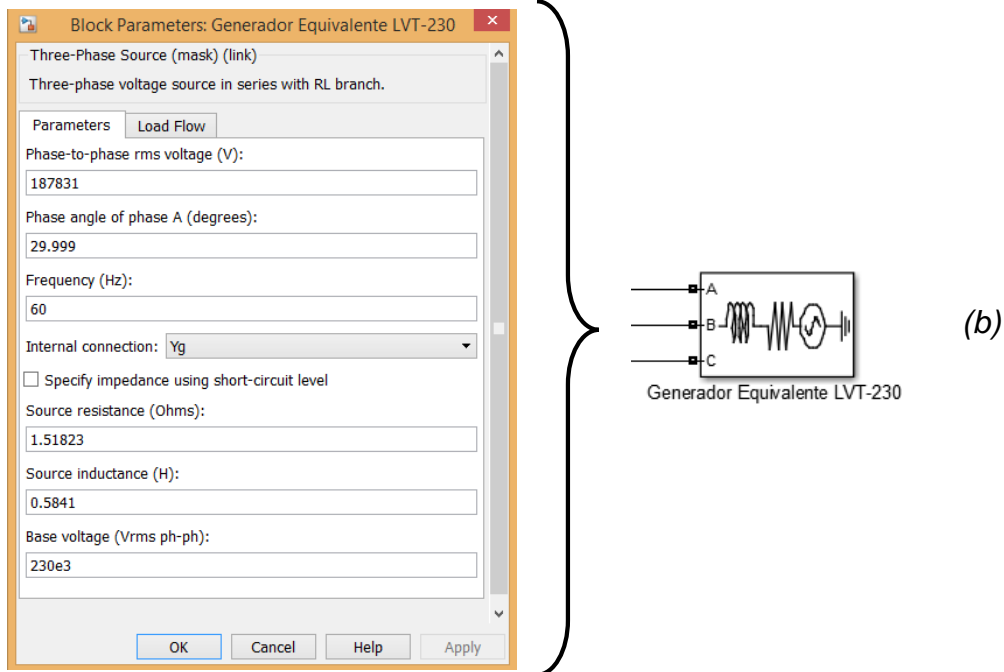 Block Parameters: Generador Equivalente LVT-230
Three-Phase Source (mask) (link)
Three-phase voltage source in series with RL branch.
Parameters
Load Flow
Phase-to-phase rms voltage (V):
187831
Phase angle of phase A (degrees):
29.999
Frequency (Hz):
60
Internal connection: Yg
Specify impedance using short-circuit level
Source resistance (Ohms):
1.51823
Source inductance (H):
0.5841
Base voltage (Vrms ph-ph):
230e3
OK Cancel Help Apply
A
B
C
Generador Equivalente LVT-230
(b)